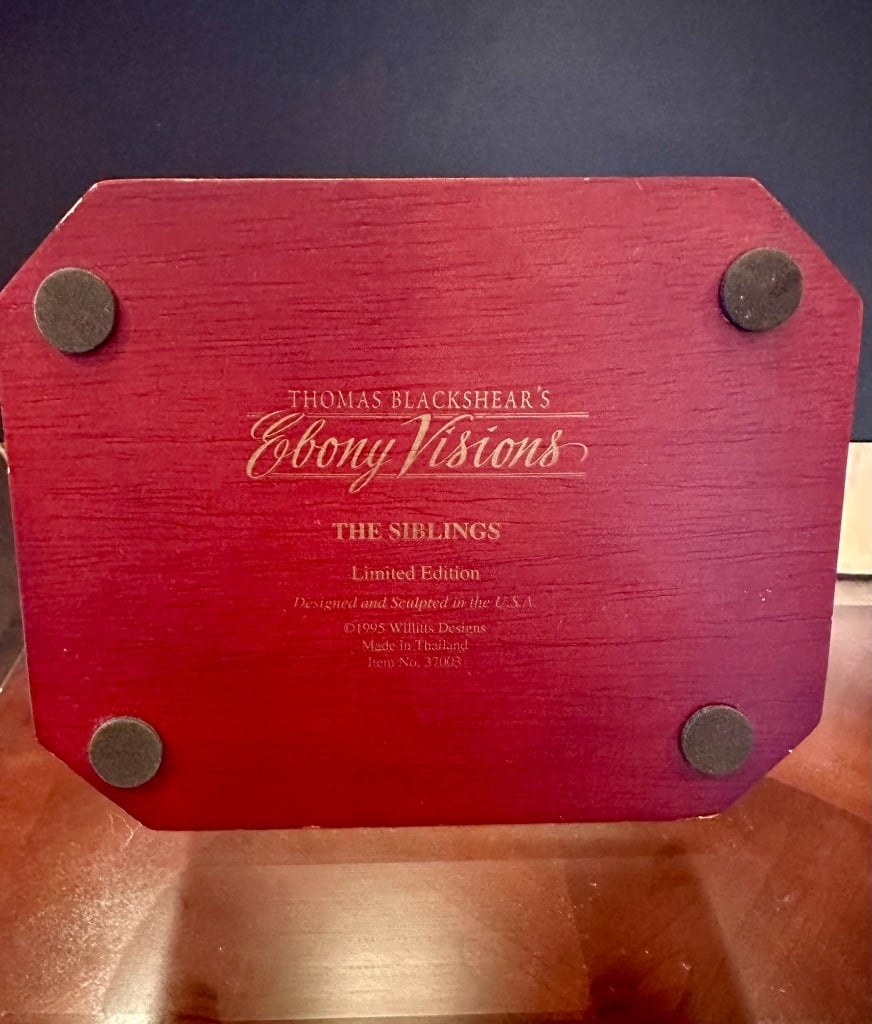 THOMAS BLACKSHEAR'S
Ebony Visions
THE SIBLINGS
Limited Edition
Designed and Sculpted in the U.S.A.
©1995 Willitts Designs
Made in Thailand
Item No. 37003